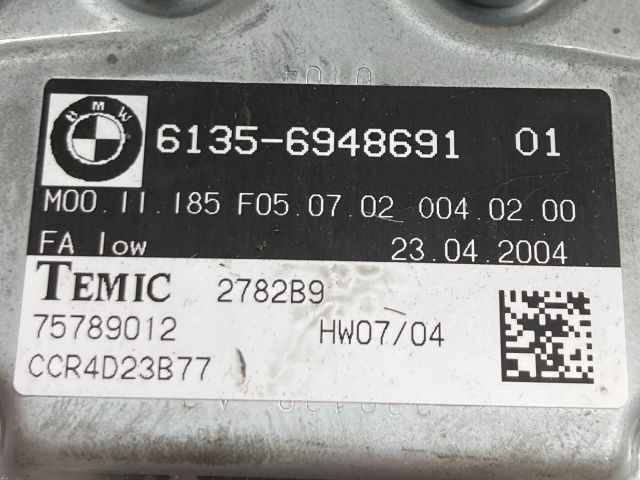 BMW
6135-6948691 01
M00.11.185 F05.07.02 004.02.00
FA low 23.04.2004
TEMIC 2782B9
75789012 HW07/04
CCR4D23B77